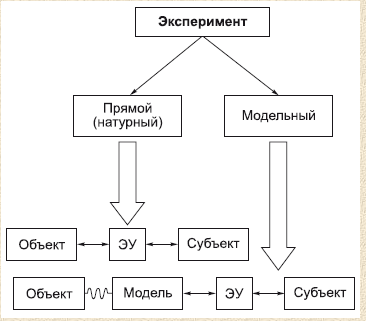 Эксперимент
Прямой
(натурный)
Модельный
Объект
ЭУ
Субъект
Объект
Модель
ЭУ
Субъект